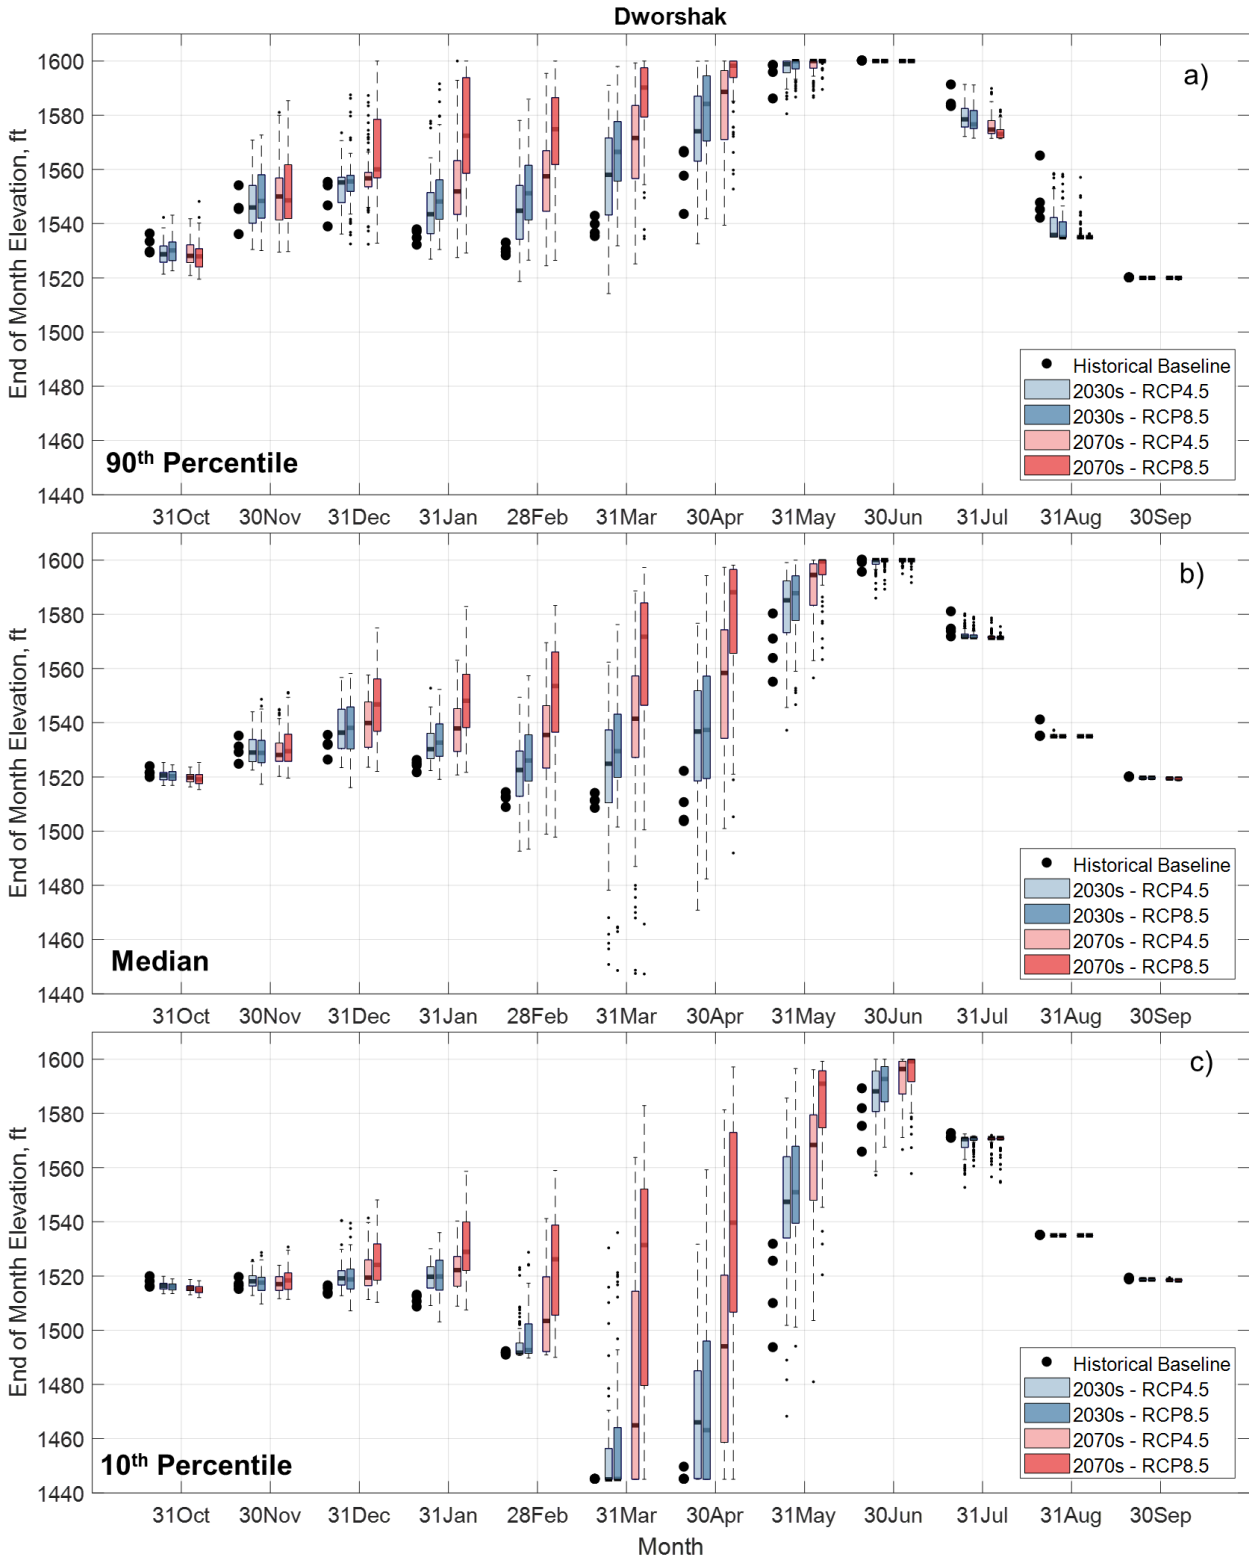 Dworshak
a)
End of Month Elevation, ft
1600
1580
1560
1540
1520
1500
1480
1460
1440
90th Percentile
Historical Baseline
2030s - RCP4.5
2030s - RCP8.5
2070s - RCP4.5
2070s - RCP8.5
31Oct 30Nov 31Dec 31Jan 28Feb 31Mar 30Apr 31May 30Jun 31Jul 31Aug 30Sep
b)
End of Month Elevation, ft
1600
1580
1560
1540
1520
1500
1480
1460
1440
Median
Historical Baseline
2030s - RCP4.5
2030s - RCP8.5
2070s - RCP4.5
2070s - RCP8.5
31Oct 30Nov 31Dec 31Jan 28Feb 31Mar 30Apr 31May 30Jun 31Jul 31Aug 30Sep
c)
End of Month Elevation, ft
1600
1580
1560
1540
1520
1500
1480
1460
1440
10th Percentile
Historical Baseline
2030s - RCP4.5
2030s - RCP8.5
2070s - RCP4.5
2070s - RCP8.5
31Oct 30Nov 31Dec 31Jan 28Feb 31Mar 30Apr 31May 30Jun 31Jul 31Aug 30Sep
Month